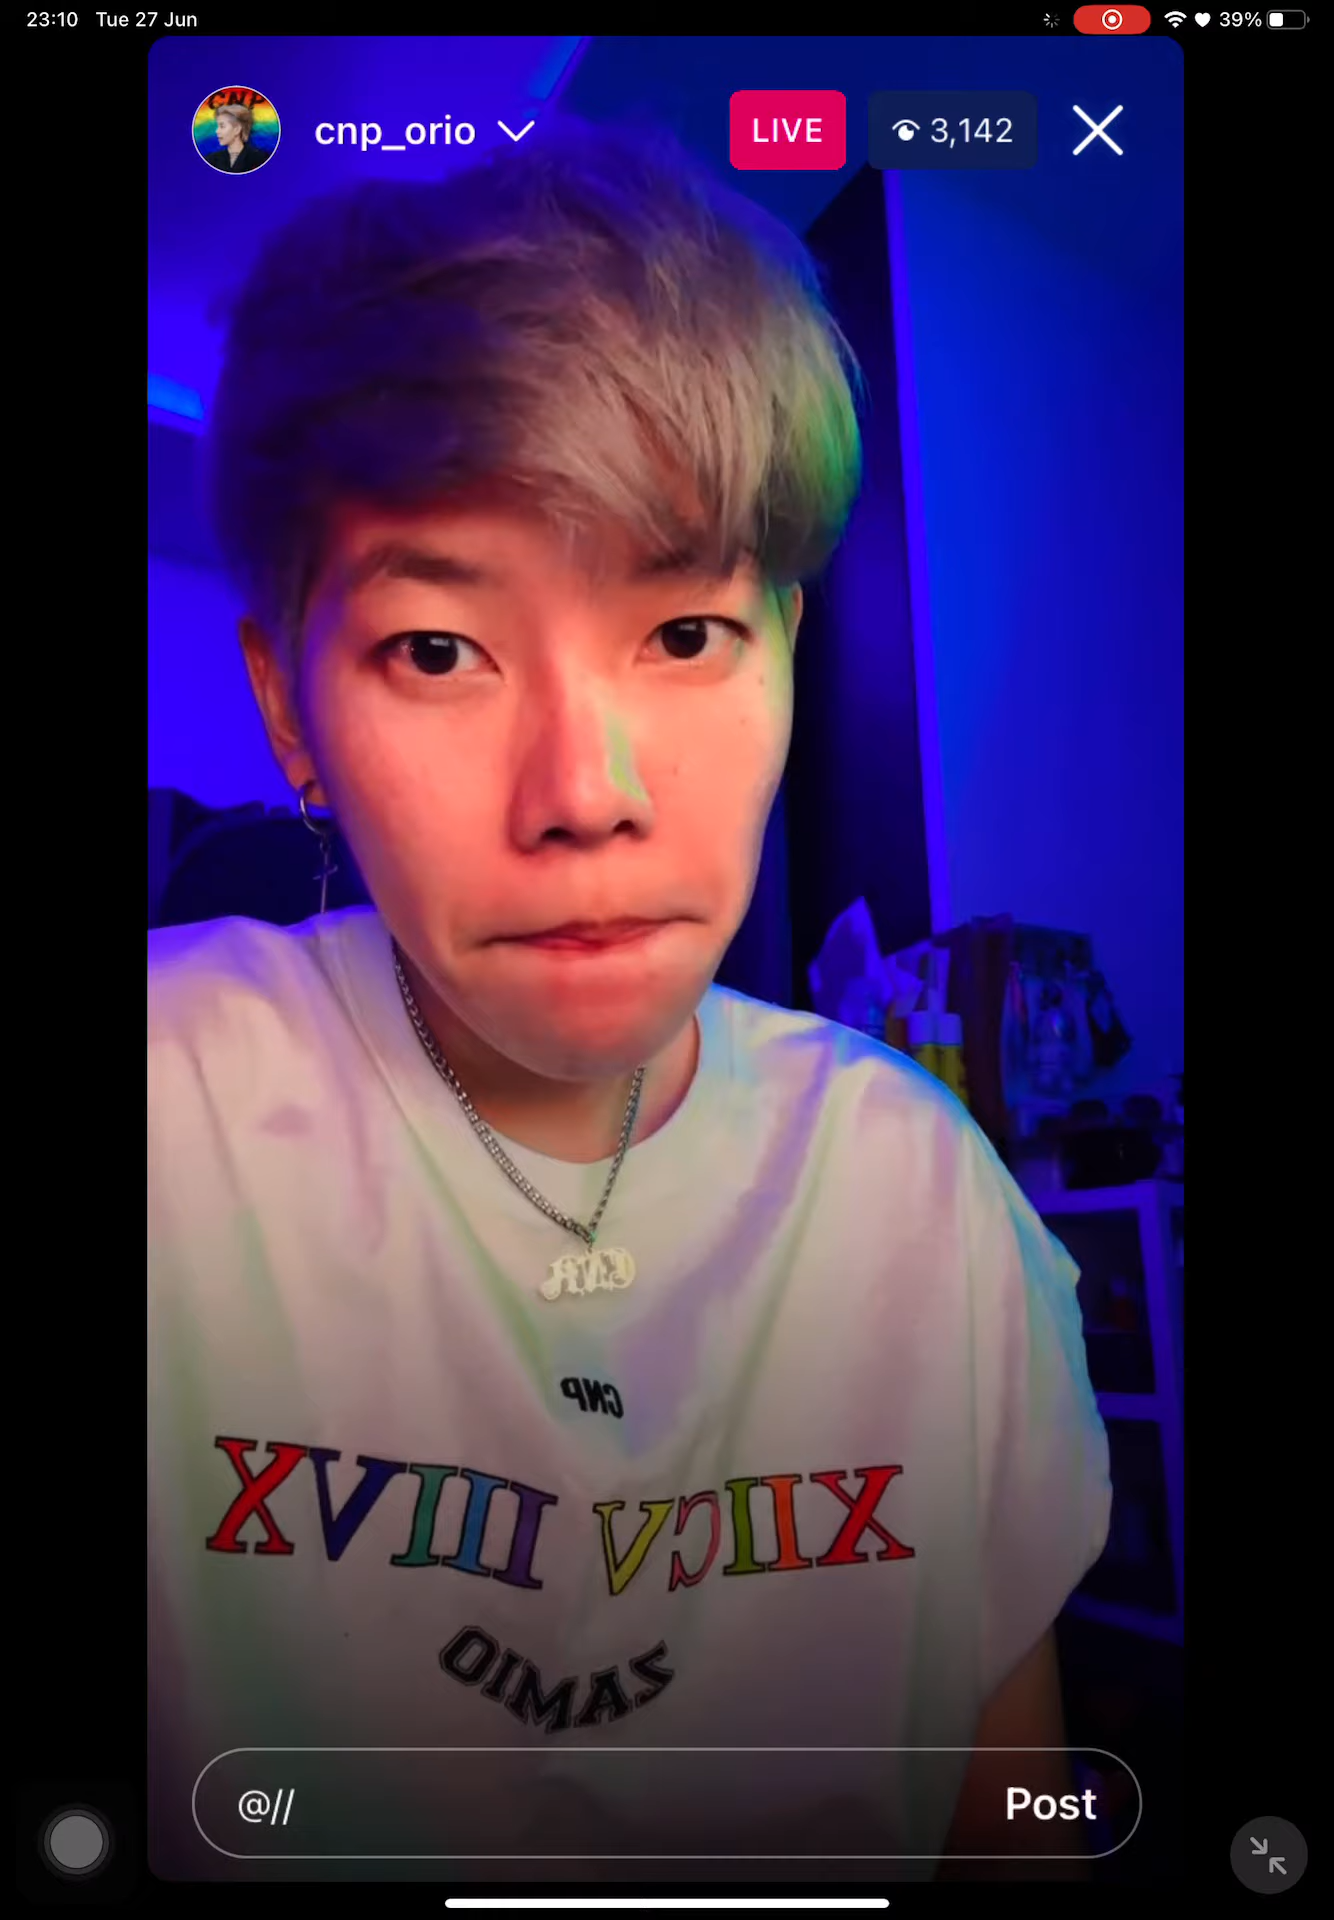 23:10 Tue 27 Jun 39%
cnp_orio LIVE 3,142
CNP
XVIII VCIIX
OIMAS
@// Post